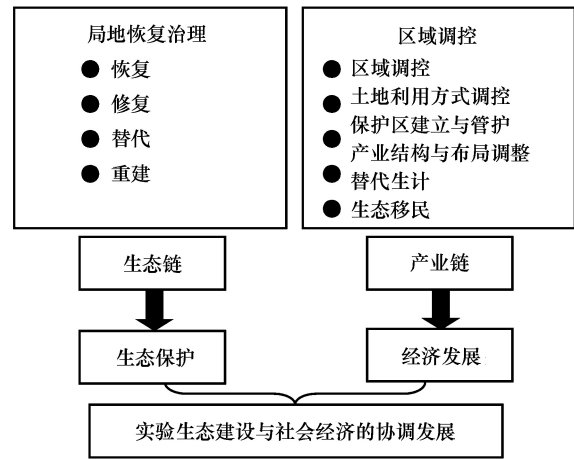 局地恢复治理
恢复
修复
替代
重建
区域调控
区域调控
土地利用方式调控
保护区建立与管护
产业结构与布局调整
替代生计
生态移民
生态链
产业链
生态保护
经济发展
实验生态建设与社会经济的协调发展